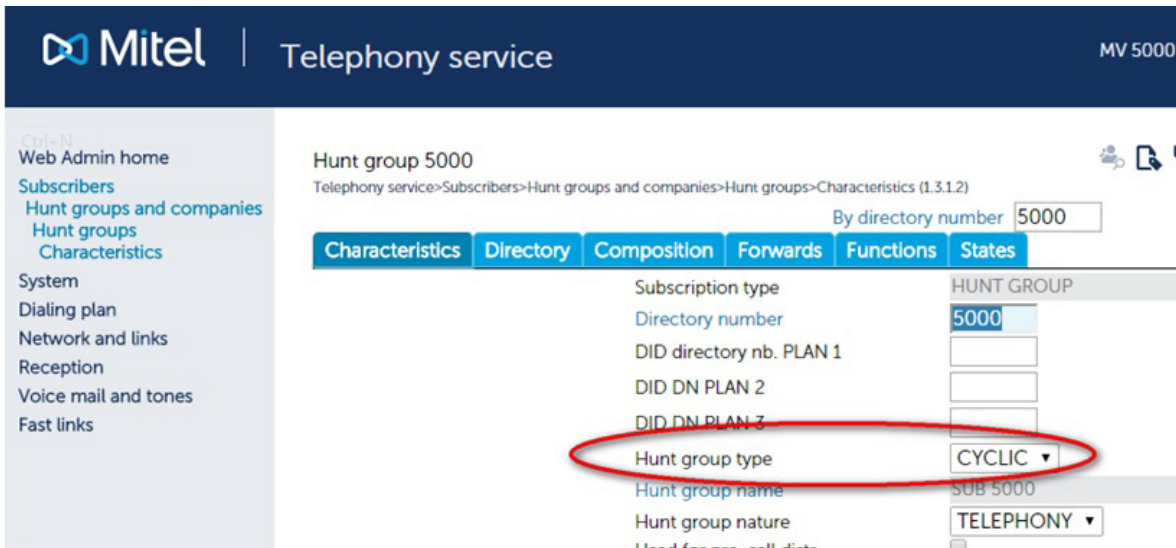 Mitel
Telephony service
MV 5000
Ctrl+N
Web Admin home
Subscribers
Hunt groups and companies
Hunt groups
Characteristics
System
Dialing plan
Network and links
Reception
Voice mail and tones
Fast links
Hunt group 5000
Telephony service>Subscribers>Hunt groups and companies>Hunt groups>Characteristics (1.3.1.2)
By directory number 5000
Characteristics Directory Composition Forwards Functions States
Subscription type HUNT GROUP
Directory number 5000
DID directory nb. PLAN 1
DID DN PLAN 2
DID DN PLAN 3
Hunt group type CYCLIC
Hunt group name SUB 5000
Hunt group nature TELEPHONY